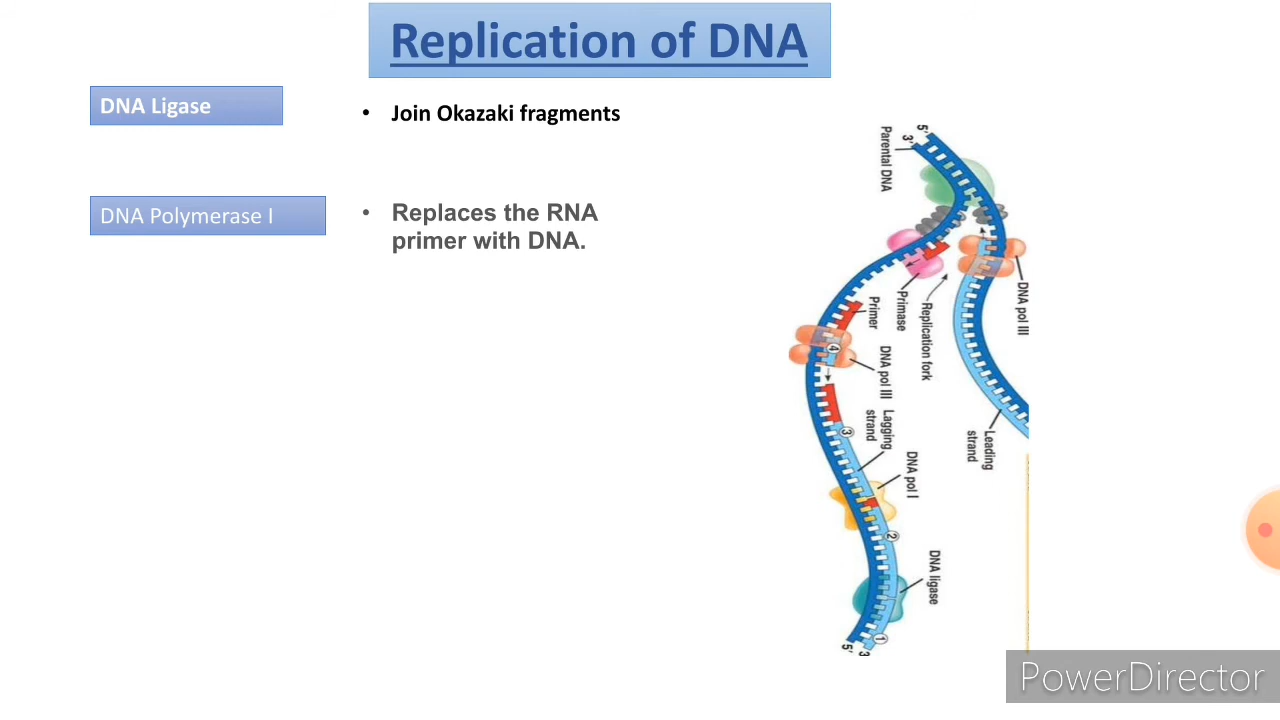 Replication of DNA
DNA Ligase
• Join Okazaki fragments
DNA Polymerase I
• Replaces the RNA
primer with DNA.
5'
3'
Parental DNA
DNA pol III
Primase
Replication fork
Primer
4
DNA pol III
Leading
strand
3
Lagging
strand
DNA pol I
2
DNA ligase
1
5'
3
PowerDirector